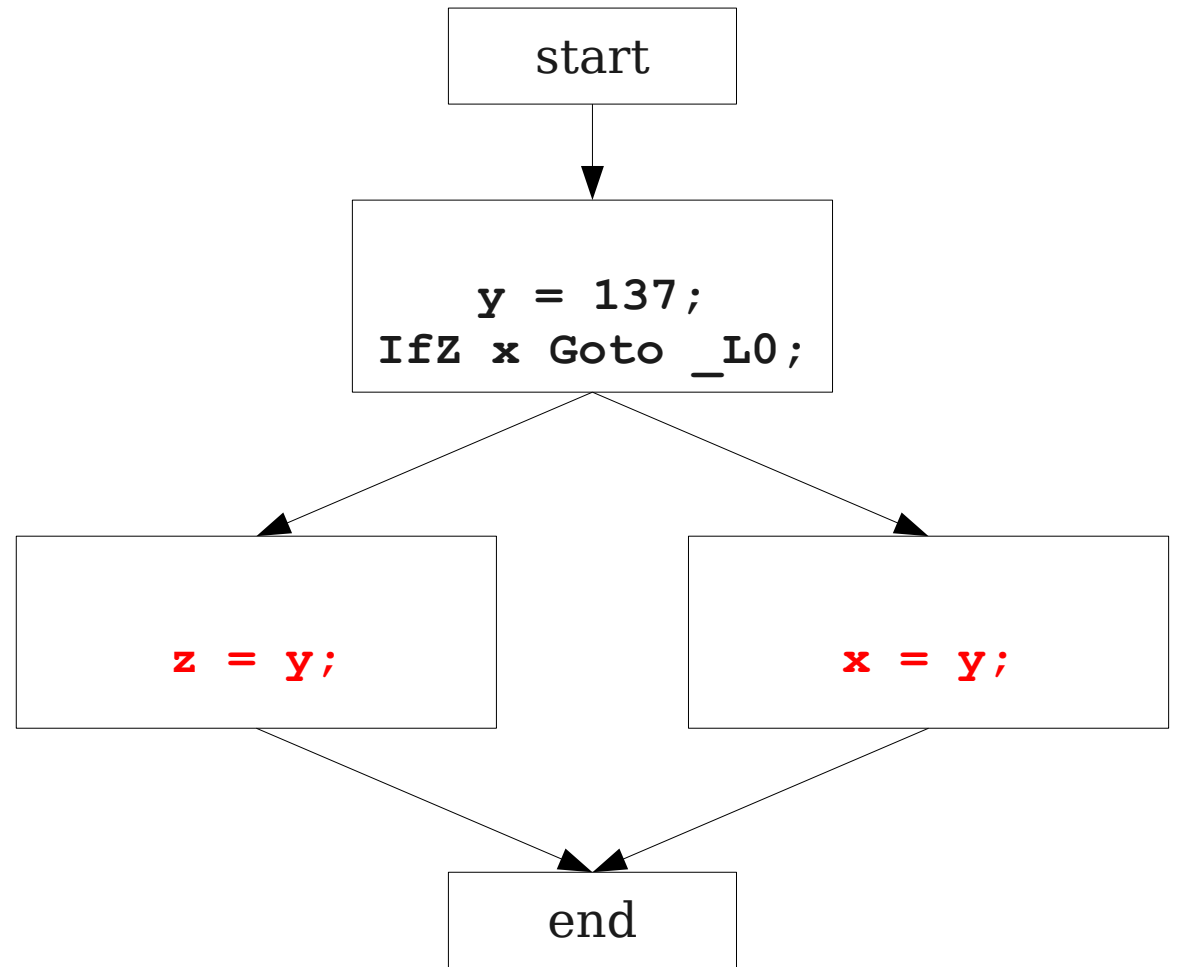 start
y = 137;
IfZ x Goto _L0;
z = y;
x = y;
end